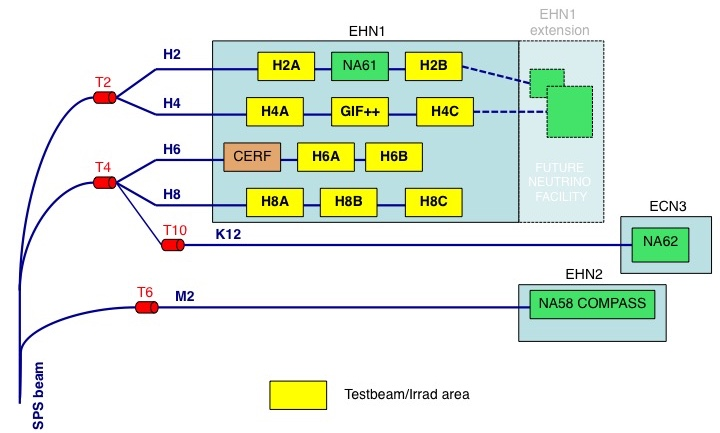 EHN1
EHN1
extension
H2
H2A
NA61
H2B
T2
H4
H4A
GIF++
H4C
H6
CERF
H6A
H6B
T4
H8
H8A
H8B
H8C
FUTURE
NEUTRINO
FACILITY
T10
K12
ECN3
NA62
EHN2
T6
M2
NA58 COMPASS
SPS beam
Testbeam/Irrad area